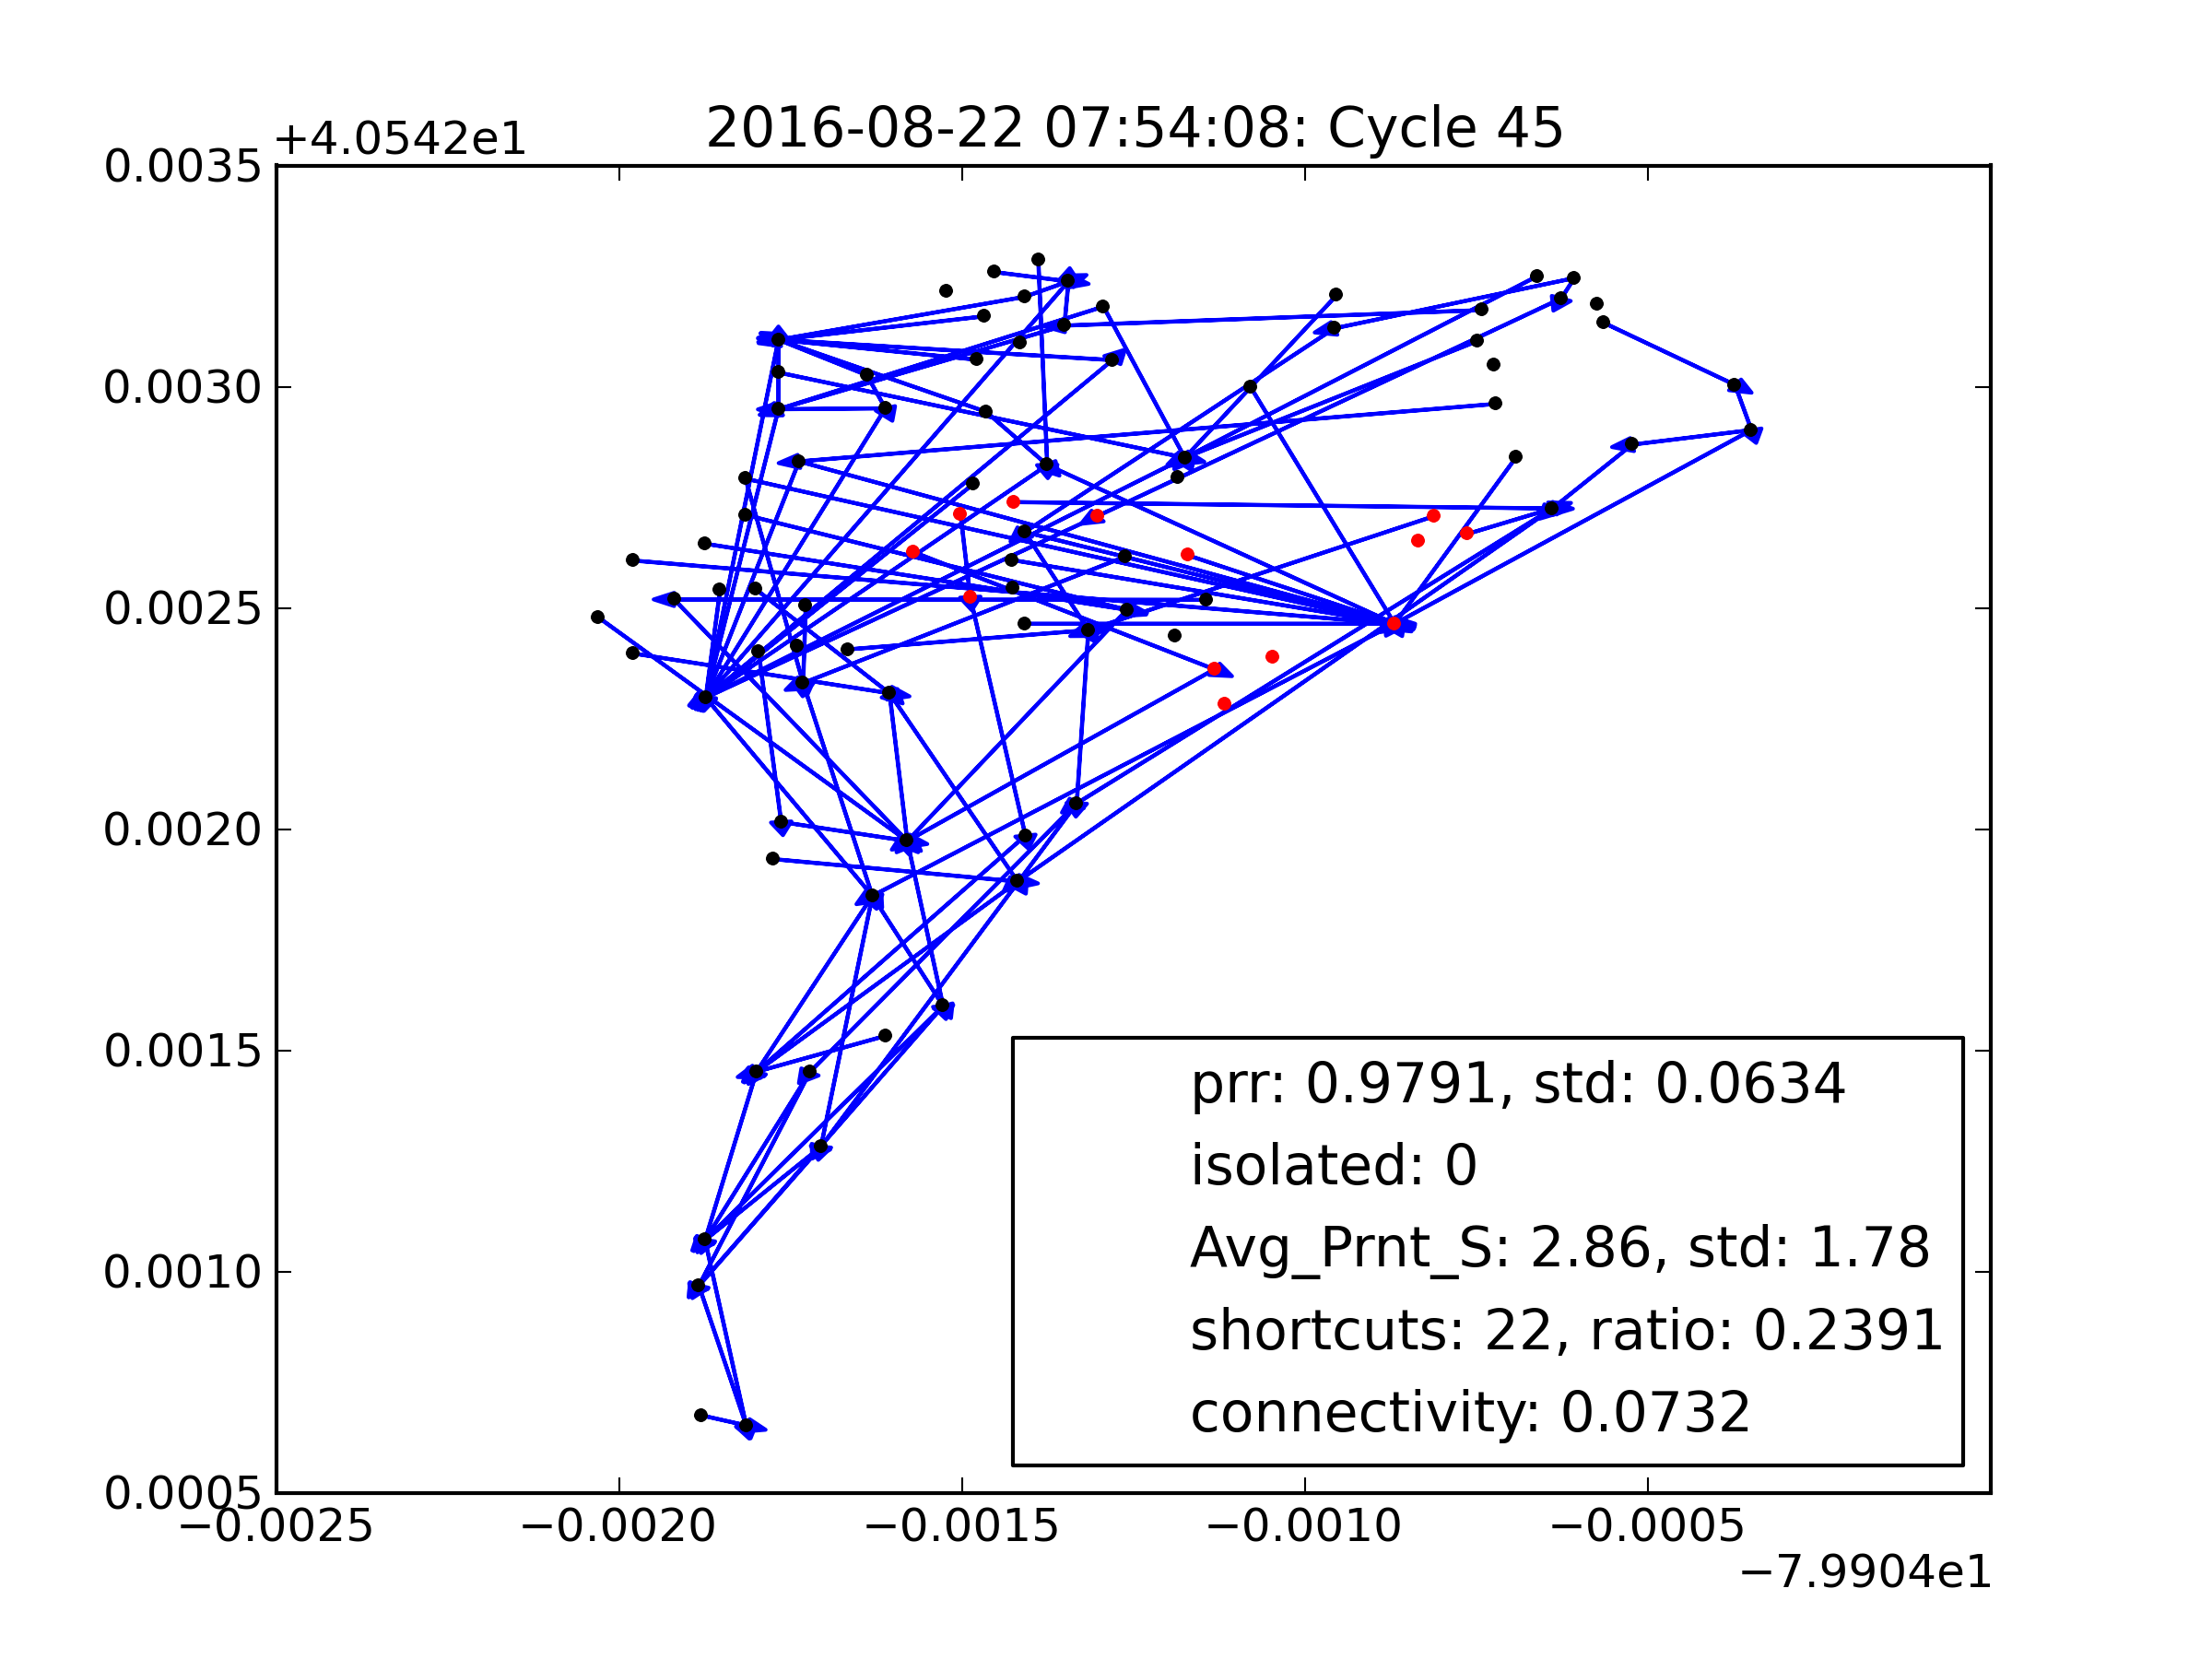 2016-08-22 07:54:08: Cycle 45
+4.0542e1
0.0035
0.0030
0.0025
0.0020
0.0015
0.0010
0.0005
prr: 0.9791, std: 0.0634
isolated: 0
Avg_Prnt_S: 2.86, std: 1.78
shortcuts: 22, ratio: 0.2391
connectivity: 0.0732
−0.0025 −0.0020 −0.0015 −0.0010 −0.0005
−7.9904e1